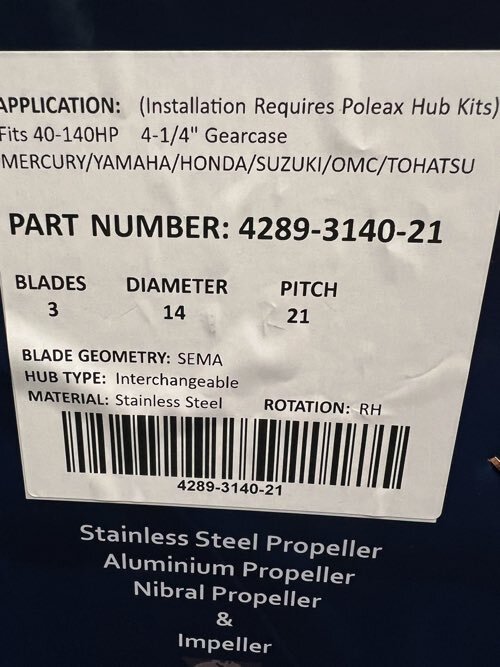 APPLICATION: (Installation Requires Poleax Hub Kits)
Fits 40-140HP 4-1/4" Gearcase
MERCURY/YAMAHA/HONDA/SUZUKI/OMC/TOHATSU
PART NUMBER: 4289-3140-21
BLADES DIAMETER PITCH
3 14 21
BLADE GEOMETRY: SEMA
HUB TYPE: Interchangeable
MATERIAL: Stainless Steel ROTATION: RH
4289-3140-21
Stainless Steel Propeller
Aluminium Propeller
Nibral Propeller
&
Impeller